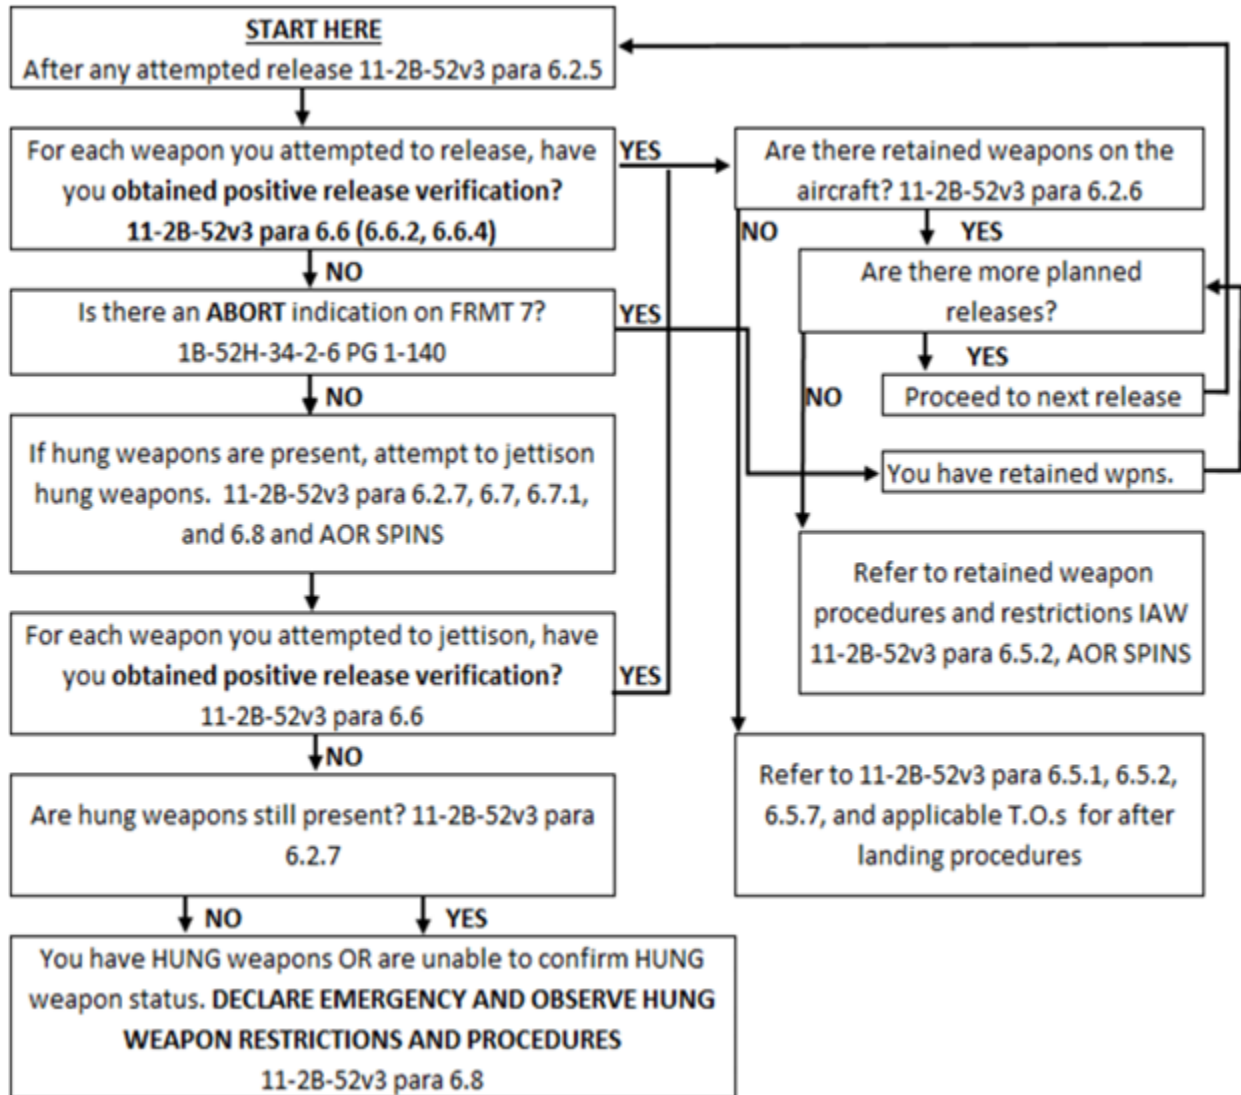 START HERE
After any attempted release 11-2B-52v3 para 6.2.5
For each weapon you attempted to release, have
you obtained positive release verification?
11-2B-52v3 para 6.6 (6.6.2, 6.6.4)
YES
NO
Is there an ABORT indication on FRMT 7?
1B-52H-34-2-6 PG 1-140
YES
NO
If hung weapons are present, attempt to jettison
hung weapons. 11-2B-52v3 para 6.2.7, 6.7, 6.7.1,
and 6.8 and AOR SPINS
For each weapon you attempted to jettison, have
you obtained positive release verification?
11-2B-52v3 para 6.6
YES
NO
Are hung weapons still present? 11-2B-52v3 para
6.2.7
NO
YES
You have HUNG weapons OR are unable to confirm HUNG
weapon status. DECLARE EMERGENCY AND OBSERVE HUNG
WEAPON RESTRICTIONS AND PROCEDURES
11-2B-52v3 para 6.8
Are there retained weapons on the
aircraft? 11-2B-52v3 para 6.2.6
NO
YES
Are there more planned
releases?
YES
NO
Proceed to next release
You have retained wpns.
Refer to retained weapon
procedures and restrictions IAW
11-2B-52v3 para 6.5.2, AOR SPINS
Refer to 11-2B-52v3 para 6.5.1, 6.5.2,
6.5.7, and applicable T.O.s for after
landing procedures